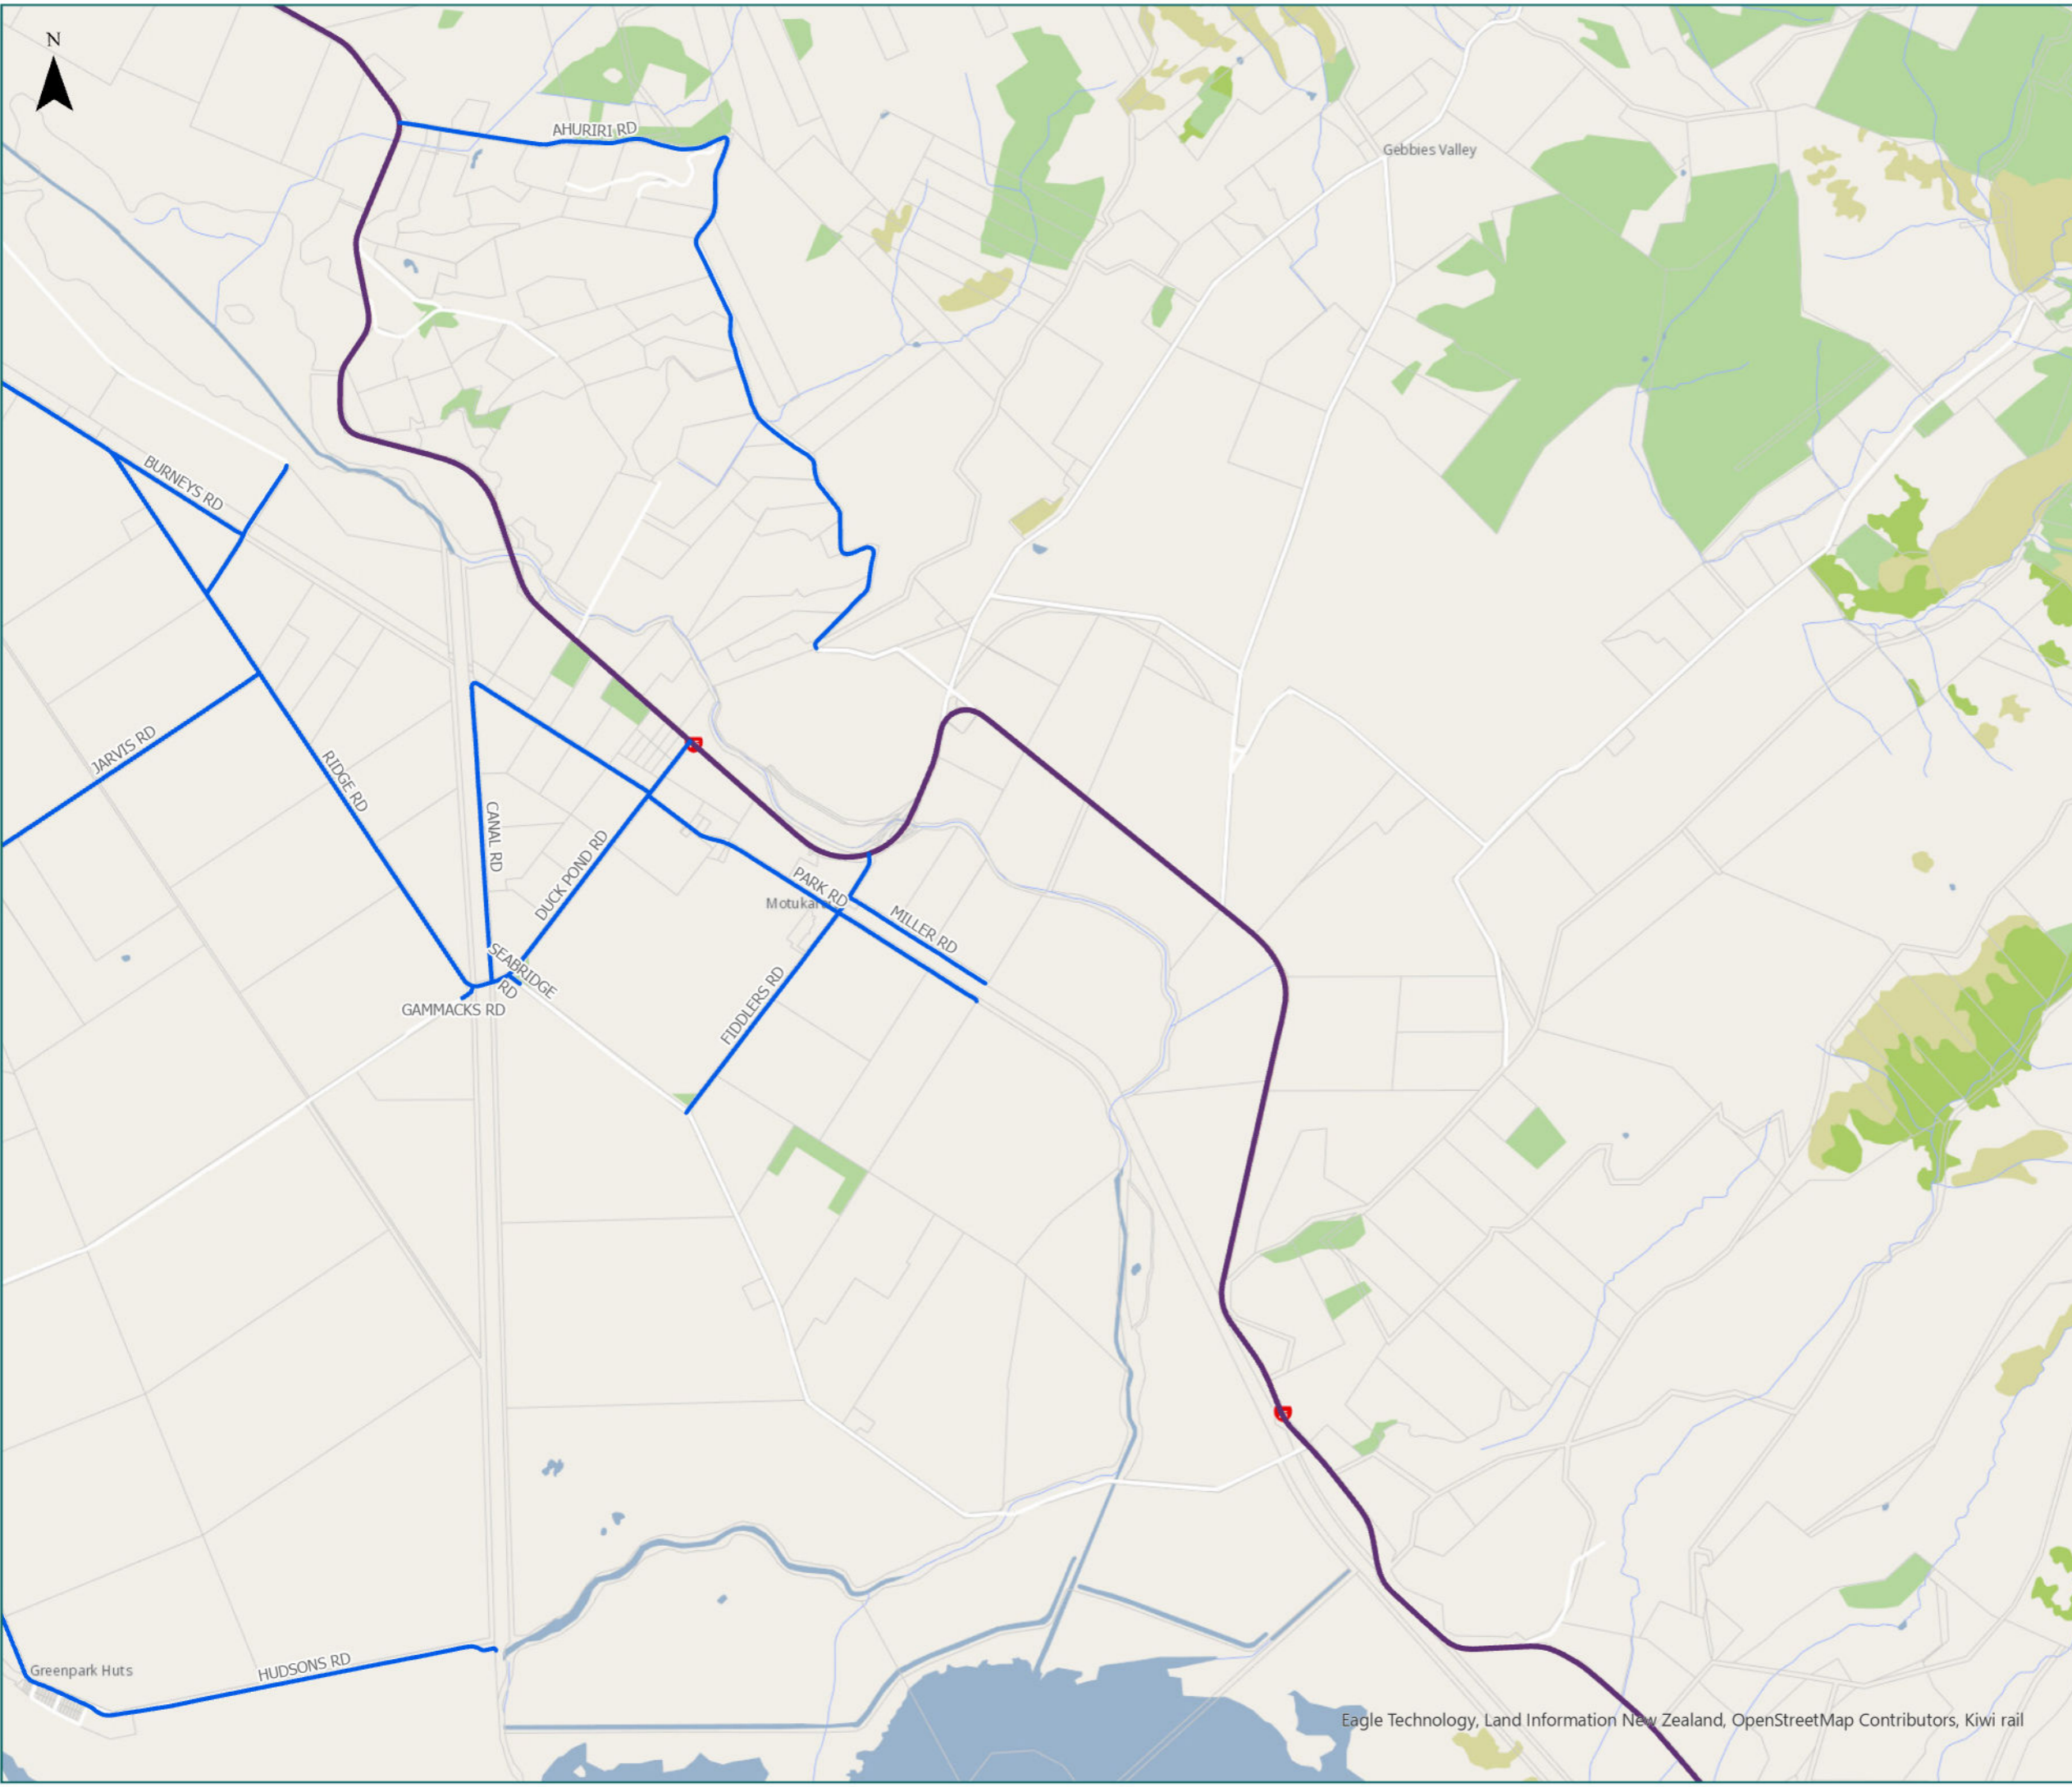 N
AHURIRI RD
Gebbies Valley
BURNEYS RD
JARVIS RD
RIDGE RD
CANAL RD
DUCK POND RD
PARK RD
MILLER RD
SEABRIDGE
RD
GAMMACKS RD
FIDDLERS RD
HUDSONS RD
Greenpark Huts
Eagle Technology, Land Information New Zealand, OpenStreetMap Contributors, Kiwi rail